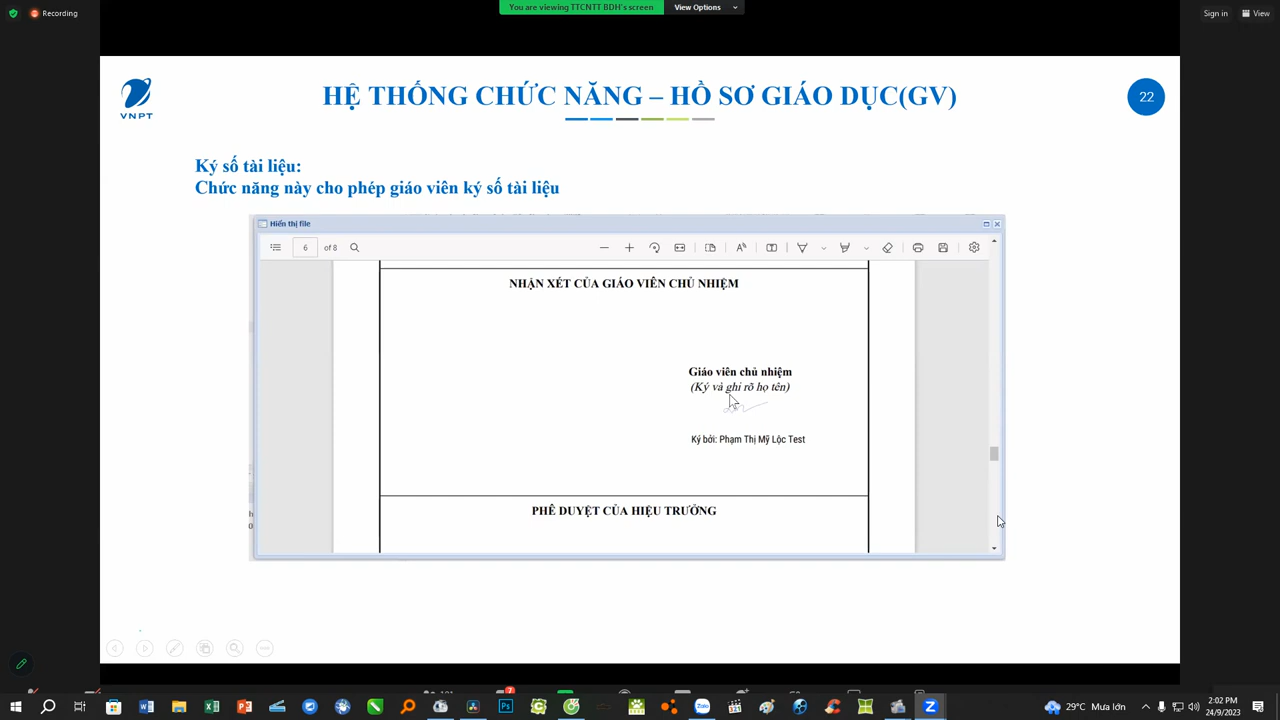 Recording
You are viewing TTCNTT BDH's screen
View Options
Sign in
View
VNPT
HỆ THỐNG CHỨC NĂNG – HỒ SƠ GIÁO DỤC(GV)
22
Ký số tài liệu:
Chức năng này cho phép giáo viên ký số tài liệu
Hiển thị file
6 of 8
NHẬN XÉT CỦA GIÁO VIÊN CHỦ NHIỆM
Giáo viên chủ nhiệm
(Ký và ghi rõ họ tên)
Ký bởi: Phạm Thị Mỹ Lộc Test
PHÊ DUYỆT CỦA HIỆU TRƯỞNG
29°C Mưa lớn
2:02 PM
24/9/2023